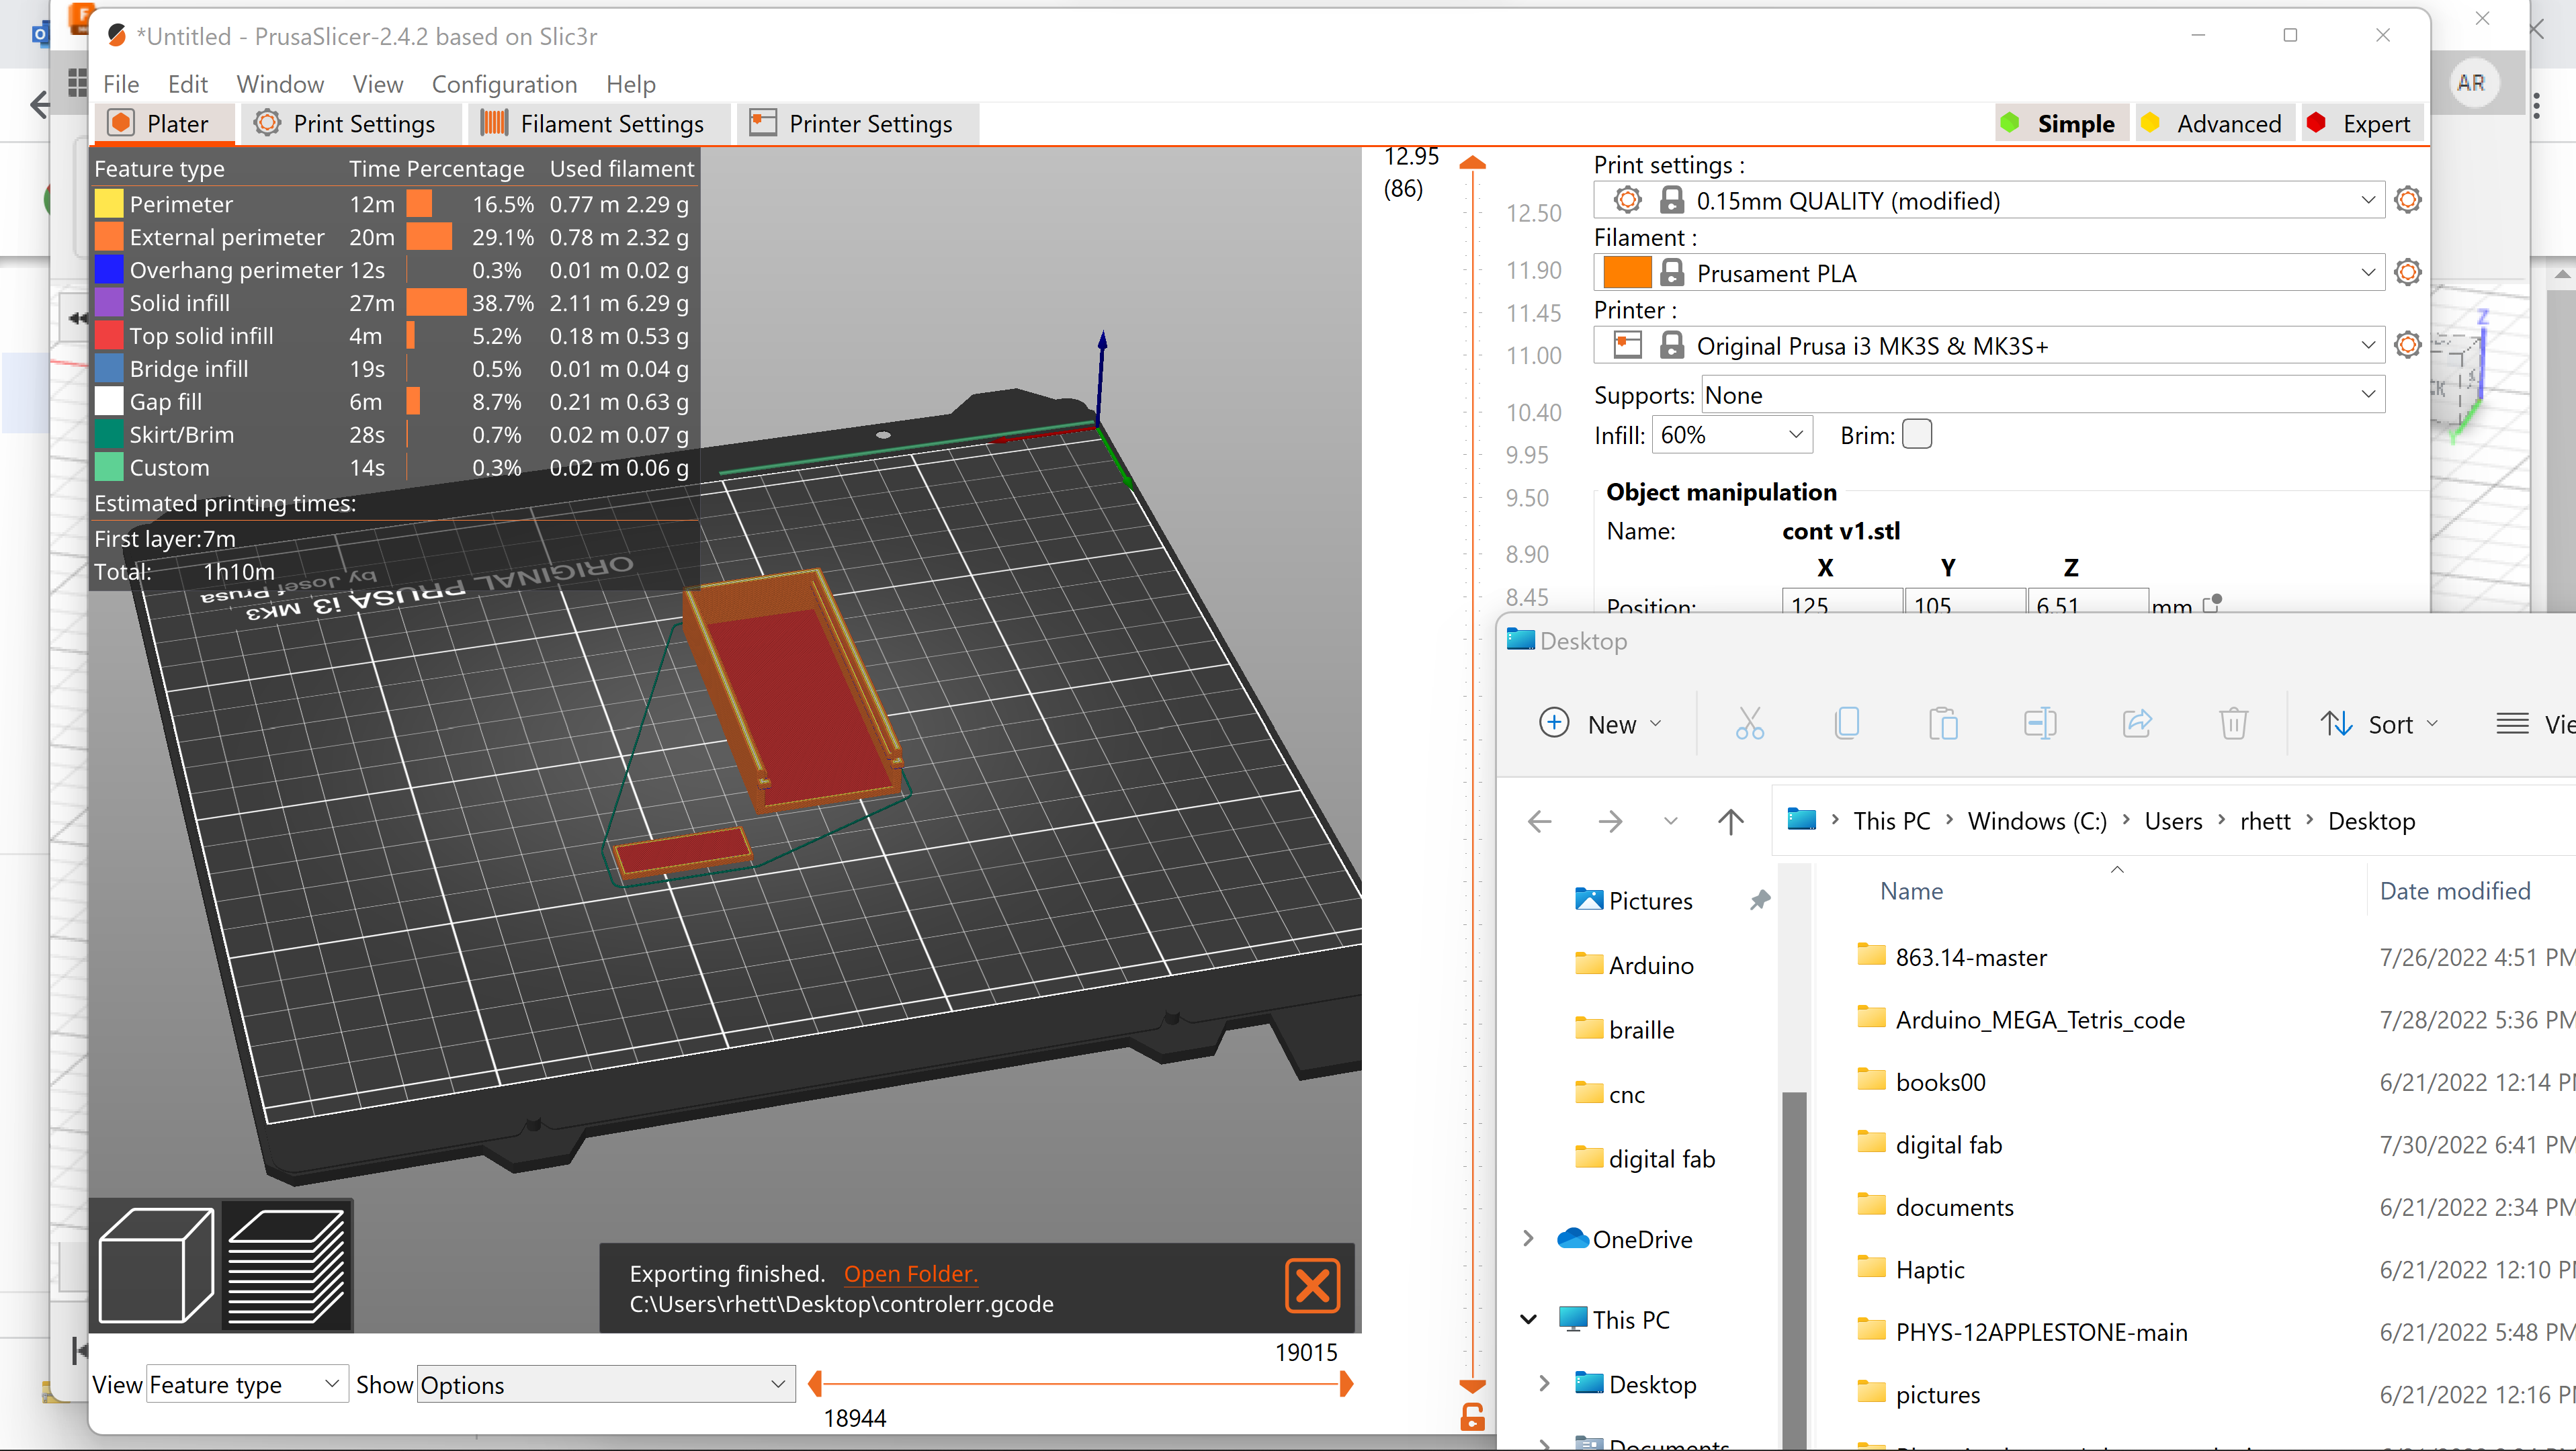 *Untitled - PrusaSlicer-2.4.2 based on Slic3r
File Edit Window View Configuration Help
AR
Plater Print Settings Filament Settings Printer Settings Simple Advanced Expert
Feature type Time Percentage Used filament
Perimeter 12m 16.5% 0.77 m 2.29 g
External perimeter 20m 29.1% 0.78 m 2.32 g
Overhang perimeter 12s 0.3% 0.01 m 0.02 g
Solid infill 27m 38.7% 2.11 m 6.29 g
Top solid infill 4m 5.2% 0.18 m 0.53 g
Bridge infill 19s 0.5% 0.01 m 0.04 g
Gap fill 6m 8.7% 0.21 m 0.63 g
Skirt/Brim 28s 0.7% 0.02 m 0.07 g
Custom 14s 0.3% 0.02 m 0.06 g
Estimated printing times:
First layer: 7m
Total: 1h10m
ORIGINAL PRUSA i3 MK3
by Josef Prusa
12.95
(86)
12.50
11.90
11.45
11.00
10.40
9.95
9.50
8.90
8.45
Print settings :
0.15mm QUALITY (modified)
Filament :
Prusament PLA
Printer :
Original Prusa i3 MK3S & MK3S+
Supports: None
Infill: 60% Brim:
Object manipulation
Name: cont v1.stl
X Y Z
Position: 125 105 6.51 mm
Z
Exporting finished. Open Folder.
C:\Users\rhett\Desktop\controlerr.gcode
19015
View Feature type Show Options
18944
Desktop
New Sort Vie
This PC > Windows (C:) > Users > rhett > Desktop
Name Date modified
Pictures
Arduino
braille
cnc
digital fab
OneDrive
This PC
Desktop
Documents
863.14-master 7/26/2022 4:51 PM
Arduino_MEGA_Tetris_code 7/28/2022 5:36 PM
books00 6/21/2022 12:14 PM
digital fab 7/30/2022 6:41 PM
documents 6/21/2022 2:34 PM
Haptic 6/21/2022 12:10 PM
PHYS-12APPLESTONE-main 6/21/2022 5:48 PM
pictures 6/21/2022 12:16 PM